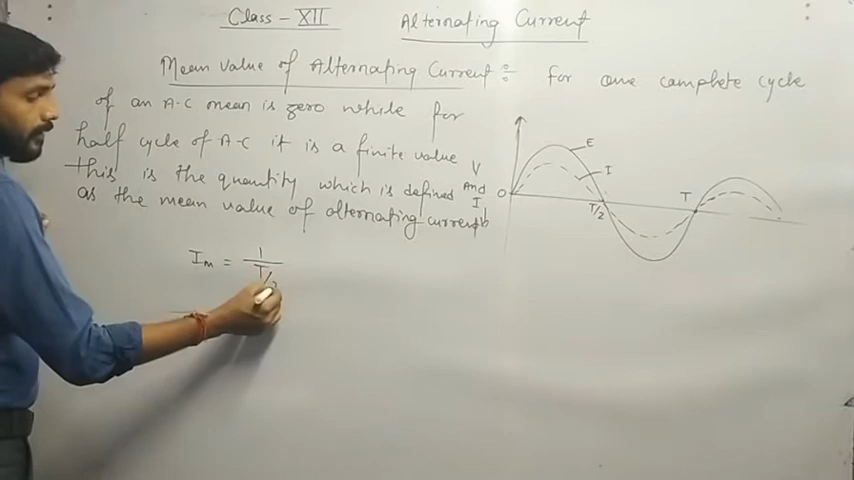 Class - XII
Alternating Current
Mean value of Alternating Current ÷ for one complete cycle
of an A-C mean is zero while for
half cycle of A-C it is a finite value
this is the quantity which is defined
as the mean value of alternating current
V
And
I
E
I
O
T/2
T
Im = 1
T/2